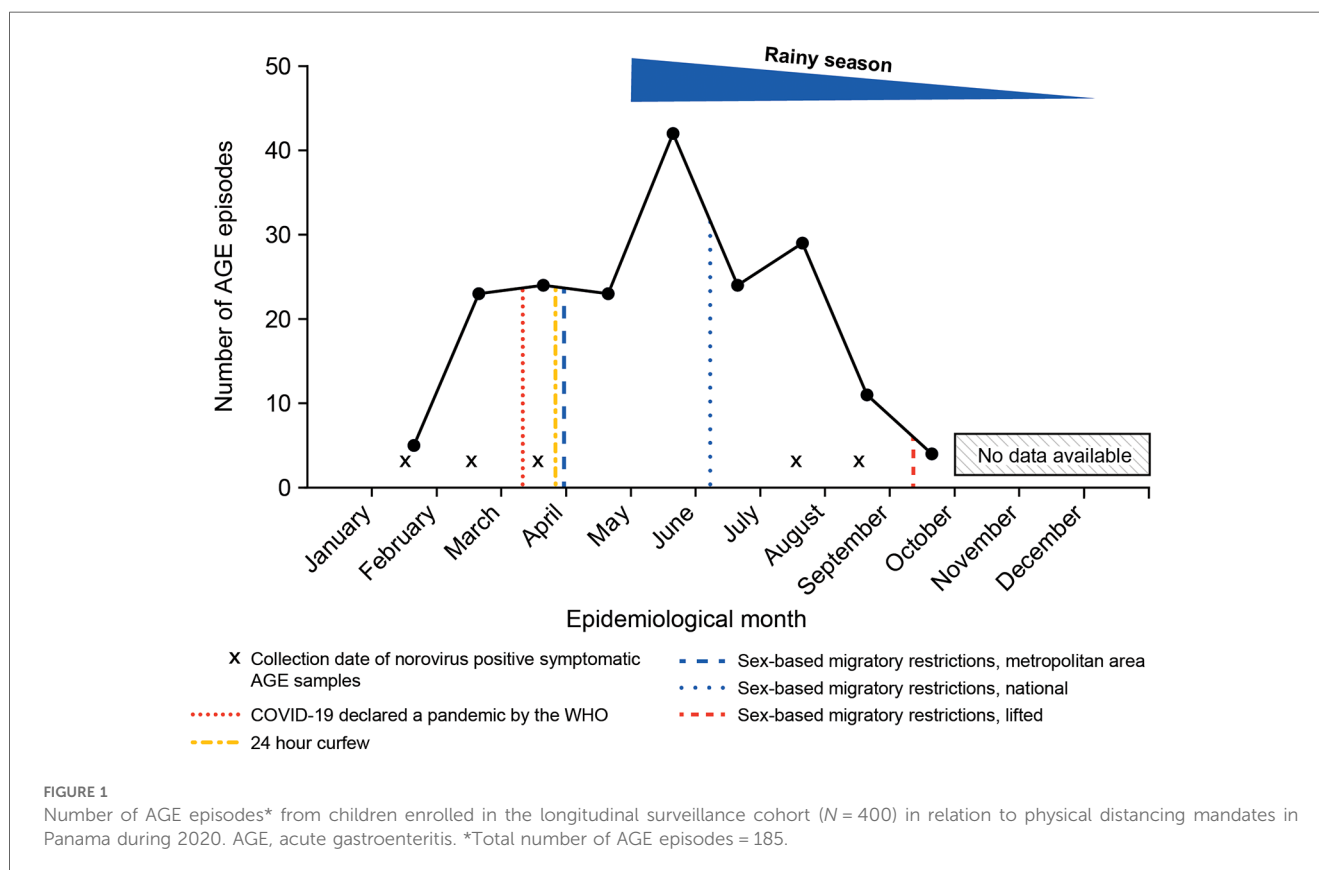 Rainy season
50
40
30
20
10
0
Number of AGE episodes
x x x x x
No data available
January
February
March
April
May
June
July
August
September
October
November
December
Epidemiological month
x Collection date of norovirus positive symptomatic
AGE samples
COVID-19 declared a pandemic by the WHO
24 hour curfew
Sex-based migratory restrictions, metropolitan area
Sex-based migratory restrictions, national
Sex-based migratory restrictions, lifted
FIGURE 1
Number of AGE episodes* from children enrolled in the longitudinal surveillance cohort (N = 400) in relation to physical distancing mandates in
Panama during 2020. AGE, acute gastroenteritis. *Total number of AGE episodes = 185.